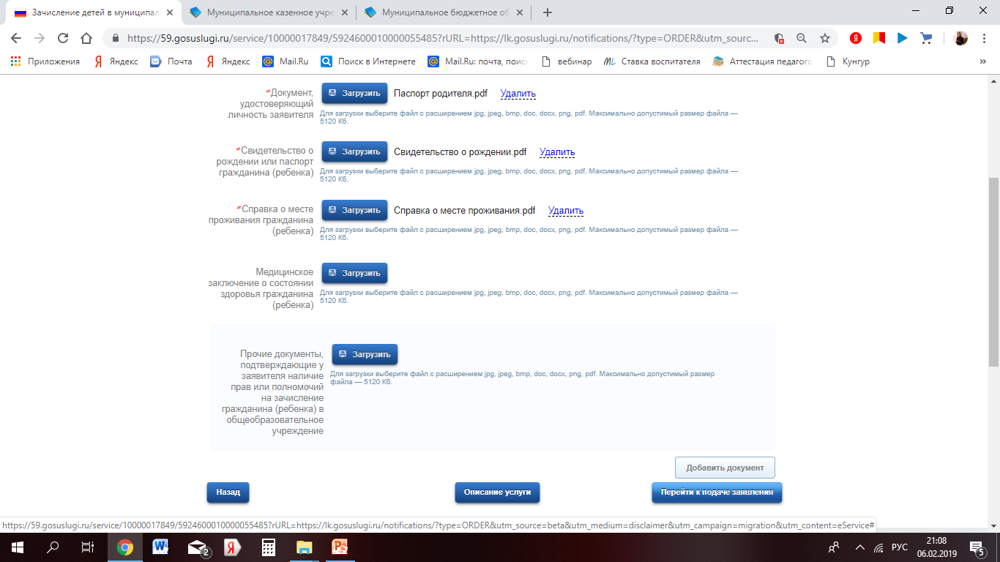 Зачисление детей в муниципал
Муниципальное казенное учре
Муниципальное бюджетное об
https://59.gosuslugi.ru/service/10000017849/5924600010000055485?rURL=https://lk.gosuslugi.ru/notifications/?type=ORDER&utm_sourc...
Приложения
Яндекс
Почта
Яндекс
Mail.Ru
Поиск в Интернете
Mail.Ru: почта, поиск
вебинар
Ставка воспитателя
Аттестация педагого
Кунгур
»
*Документ,
удостоверяющий
личность заявителя
Загрузить
Паспорт родителя.pdf
Удалить
Для загрузки выберите файл с расширением jpg, jpeg, bmp, doc, docx, png, pdf. Максимально допустимый размер файла —
5120 Кб.
*Свидетельство о
рождении или паспорт
гражданина (ребенка)
Загрузить
Свидетельство о рождении.pdf
Удалить
Для загрузки выберите файл с расширением jpg, jpeg, bmp, doc, docx, png, pdf. Максимально допустимый размер файла —
5120 Кб.
*Справка о месте
проживания гражданина
(ребенка)
Загрузить
Справка о месте проживания.pdf
Удалить
Для загрузки выберите файл с расширением jpg, jpeg, bmp, doc, docx, png, pdf. Максимально допустимый размер файла —
5120 Кб.
Медицинское
заключение о состоянии
здоровья гражданина
(ребенка)
Загрузить
Для загрузки выберите файл с расширением jpg, jpeg, bmp, doc, docx, png, pdf. Максимально допустимый размер файла —
5120 Кб.
Прочие документы,
подтверждающие у
заявителя наличие
прав или полномочий
на зачисление
гражданина (ребенка) в
общеобразовательное
учреждение
Загрузить
Для загрузки выберите файл с расширением jpg, jpeg, bmp, doc, docx, png, pdf. Максимально допустимый размер
файла — 5120 Кб.
Добавить документ
Назад
Описание услуги
Перейти к подаче заявления
https://59.gosuslugi.ru/service/10000017849/5924600010000055485?rURL=https://lk.gosuslugi.ru/notifications/?type=ORDER&utm_source=beta&utm_medium=disclaimer&utm_campaign=migration&utm_content=eService#
2
РУС
21:08
06.02.2019
5